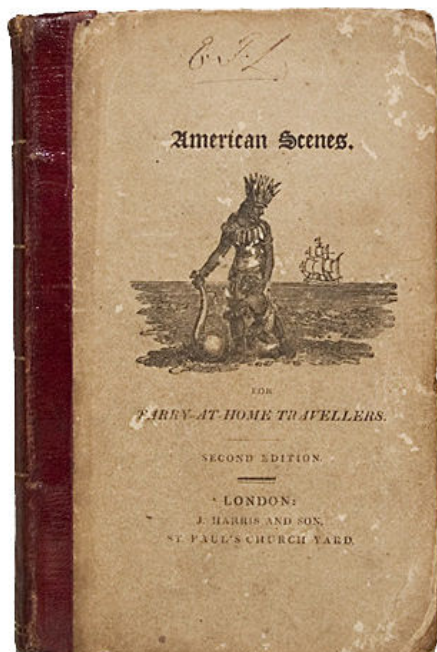 American Scenes.
FOR
TARRY-AT-HOME TRAVELLERS.
SECOND EDITION.
LONDON:
J. HARRIS AND SON,
ST PAUL'S CHURCH YARD.